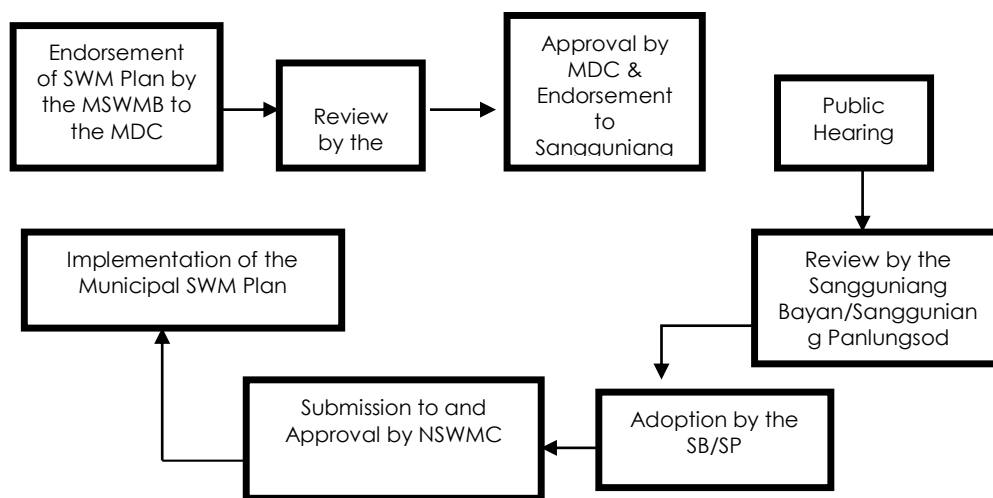 Endorsement
of SWM Plan by
the MSWMB to
the MDC
Review
by the
Approval by
MDC &
Endorsement
to
Sangguniang
Public
Hearing
Review by the
Sangguniang
Bayan/Sanggunian
g Panlungsod
Adoption by the
SB/SP
Submission to and
Approval by NSWMC
Implementation of the
Municipal SWM Plan